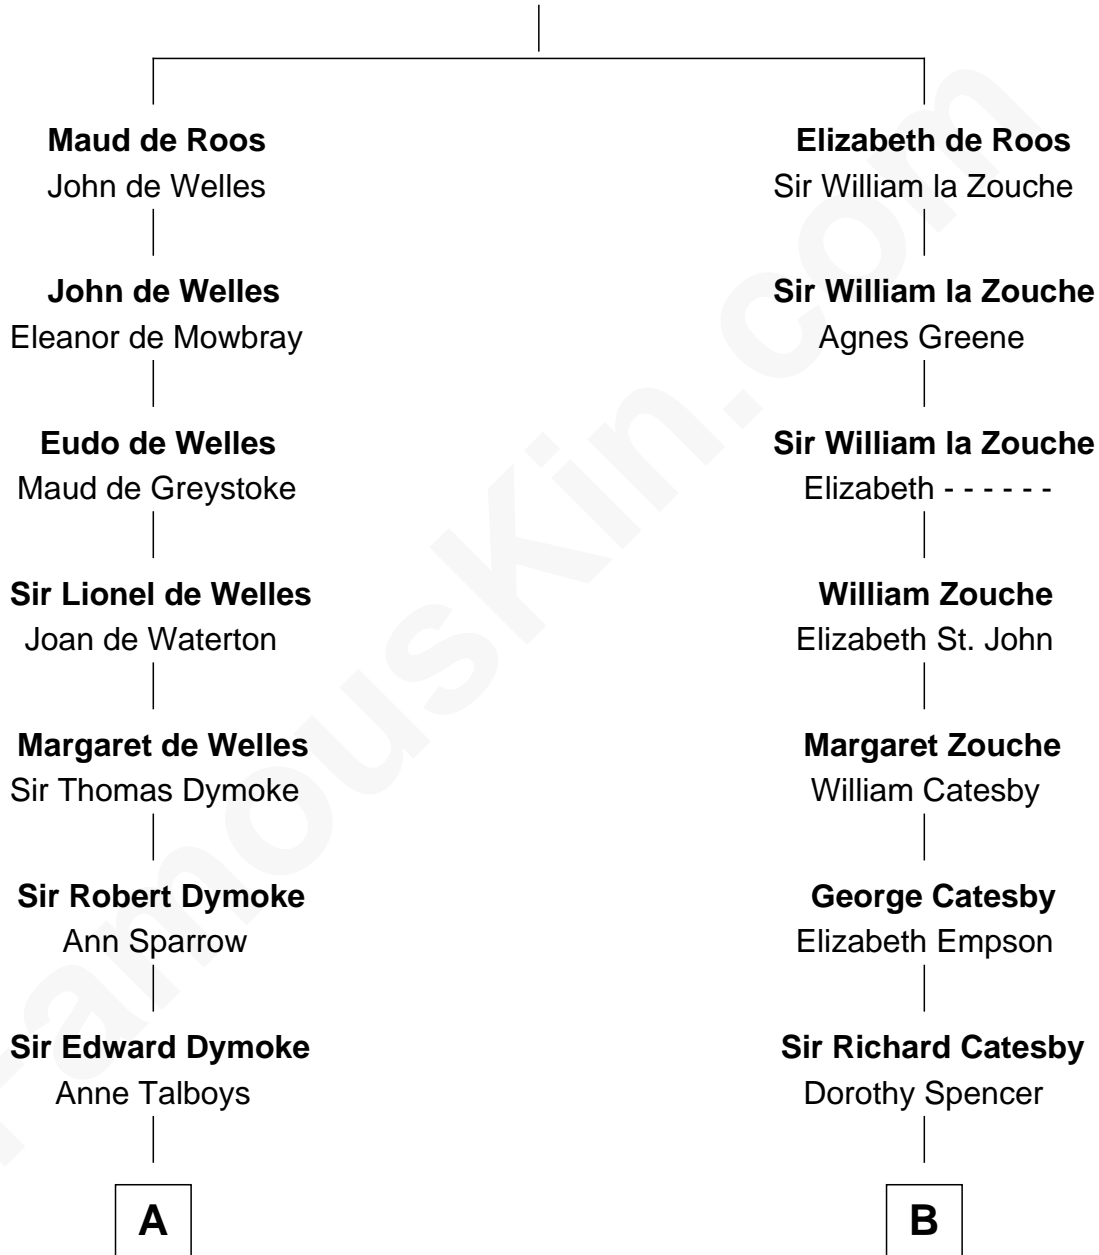 Maud de Roos
John de Welles
John de Welles
Eleanor de Mowbray
Eudo de Welles
Maud de Greystoke
Sir Lionel de Welles
Joan de Waterton
Margaret de Welles
Sir Thomas Dymoke
Sir Robert Dymoke
Ann Sparrow
Sir Edward Dymoke
Anne Talboys
A
Elizabeth de Roos
Sir William la Zouche
Sir William la Zouche
Agnes Greene
Sir William la Zouche
Elizabeth - - - - - -
William Zouche
Elizabeth St. John
Margaret Zouche
William Catesby
George Catesby
Elizabeth Empson
Sir Richard Catesby
Dorothy Spencer
B
FamousKin.com